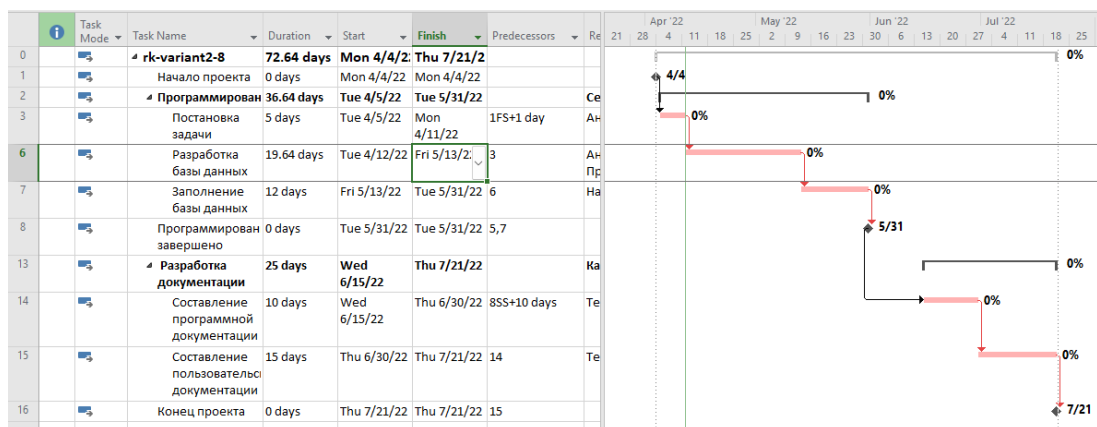 Task Mode Task Name Duration Start Finish Predecessors Re
Apr '22 May '22 Jun '22 Jul '22
21 28 4 11 18 25 2 9 16 23 30 6 13 20 27 4 11 18 25
0 rk-variant2-8 72.64 days Mon 4/4/2 Thu 7/21/2 0%
1 Начало проекта 0 days Mon 4/4/22 Mon 4/4/22 4/4
2 Программирован 36.64 days Tue 4/5/22 Tue 5/31/22 Се 0%
3 Постановка задачи 5 days Tue 4/5/22 Mon 4/11/22 1FS+1 day Ан 0%
6 Разработка базы данных 19.64 days Tue 4/12/22 Fri 5/13/2 3 Ан Пр 0%
7 Заполнение базы данных 12 days Fri 5/13/22 Tue 5/31/22 6 На 0%
8 Программирован завершено 0 days Tue 5/31/22 Tue 5/31/22 5,7 5/31
13 Разработка документации 25 days Wed 6/15/22 Thu 7/21/22 Ка 0%
14 Составление программной документации 10 days Wed 6/15/22 Thu 6/30/22 8SS+10 days Те 0%
15 Составление пользовательс документации 15 days Thu 6/30/22 Thu 7/21/22 14 Те 0%
16 Конец проекта 0 days Thu 7/21/22 Thu 7/21/22 15 7/21